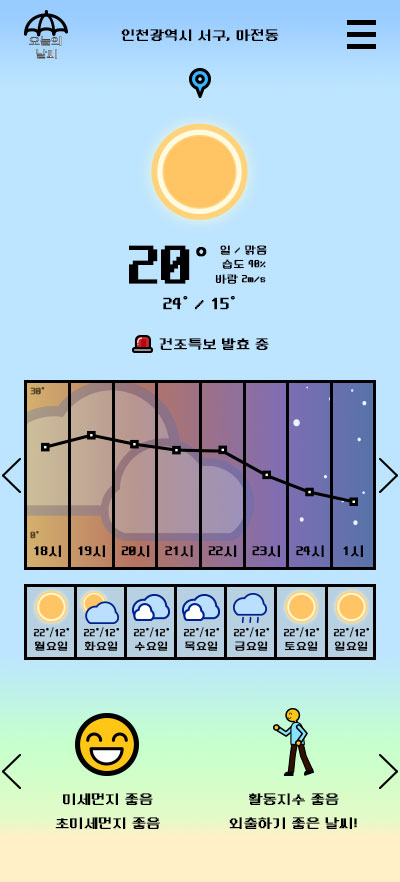 오늘의
날씨
인천광역시 서구, 마전동
20°
일 / 맑음
습도 40%
바람 2m/s
24° / 15°
건조특보 발효 중
30°
0°
18시 19시 20시 21시 22시 23시 24시 1시
22°/12° 22°/12° 22°/12° 22°/12° 22°/12° 22°/12° 22°/12°
월요일 화요일 수요일 목요일 금요일 토요일 일요일
미세먼지 좋음 활동지수 좋음
초미세먼지 좋음 외출하기 좋은 날씨!